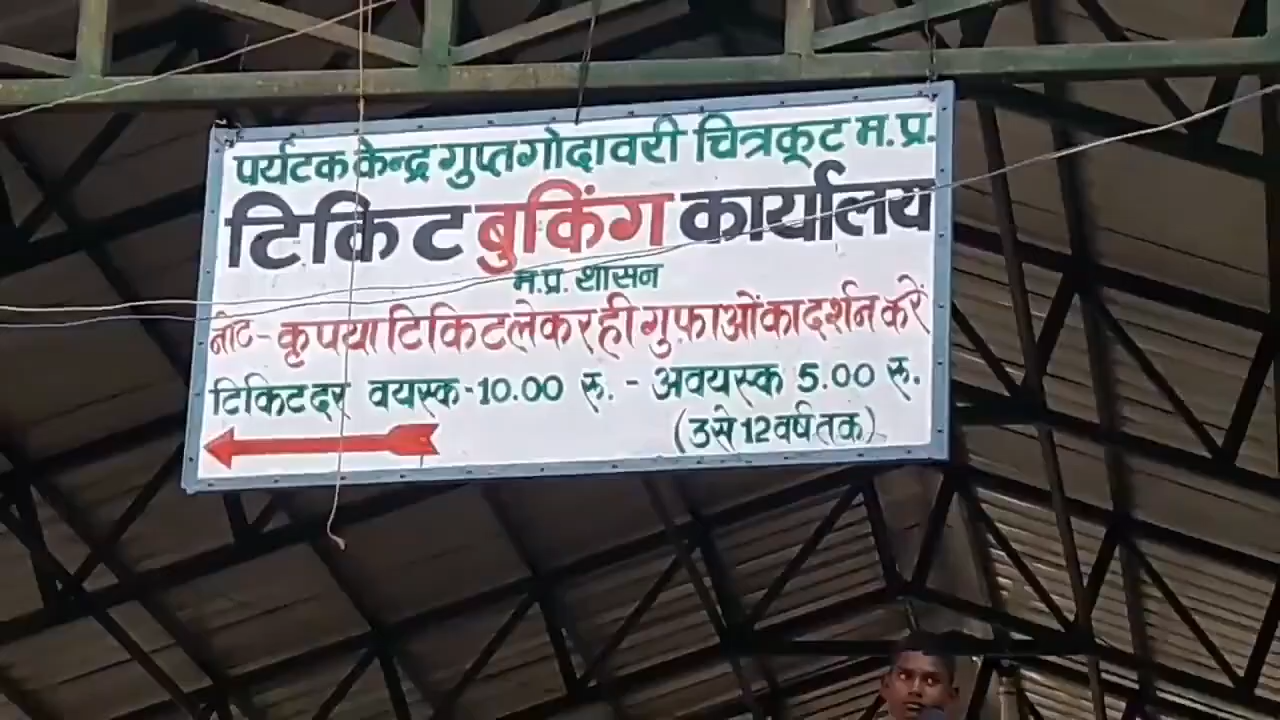 पर्यटक केन्द्र गुप्तगोदावरी चित्रकूट म.प्र.
टिकिट बुकिंग कार्यालय
म.प्र. शासन
नोट- कृपया टिकिट लेकर ही गुफाओं का दर्शन करें
टिकिट दर वयस्क-10.00 रु. - अवयस्क 5.00 रु.
(उसे 12 वर्ष तक)